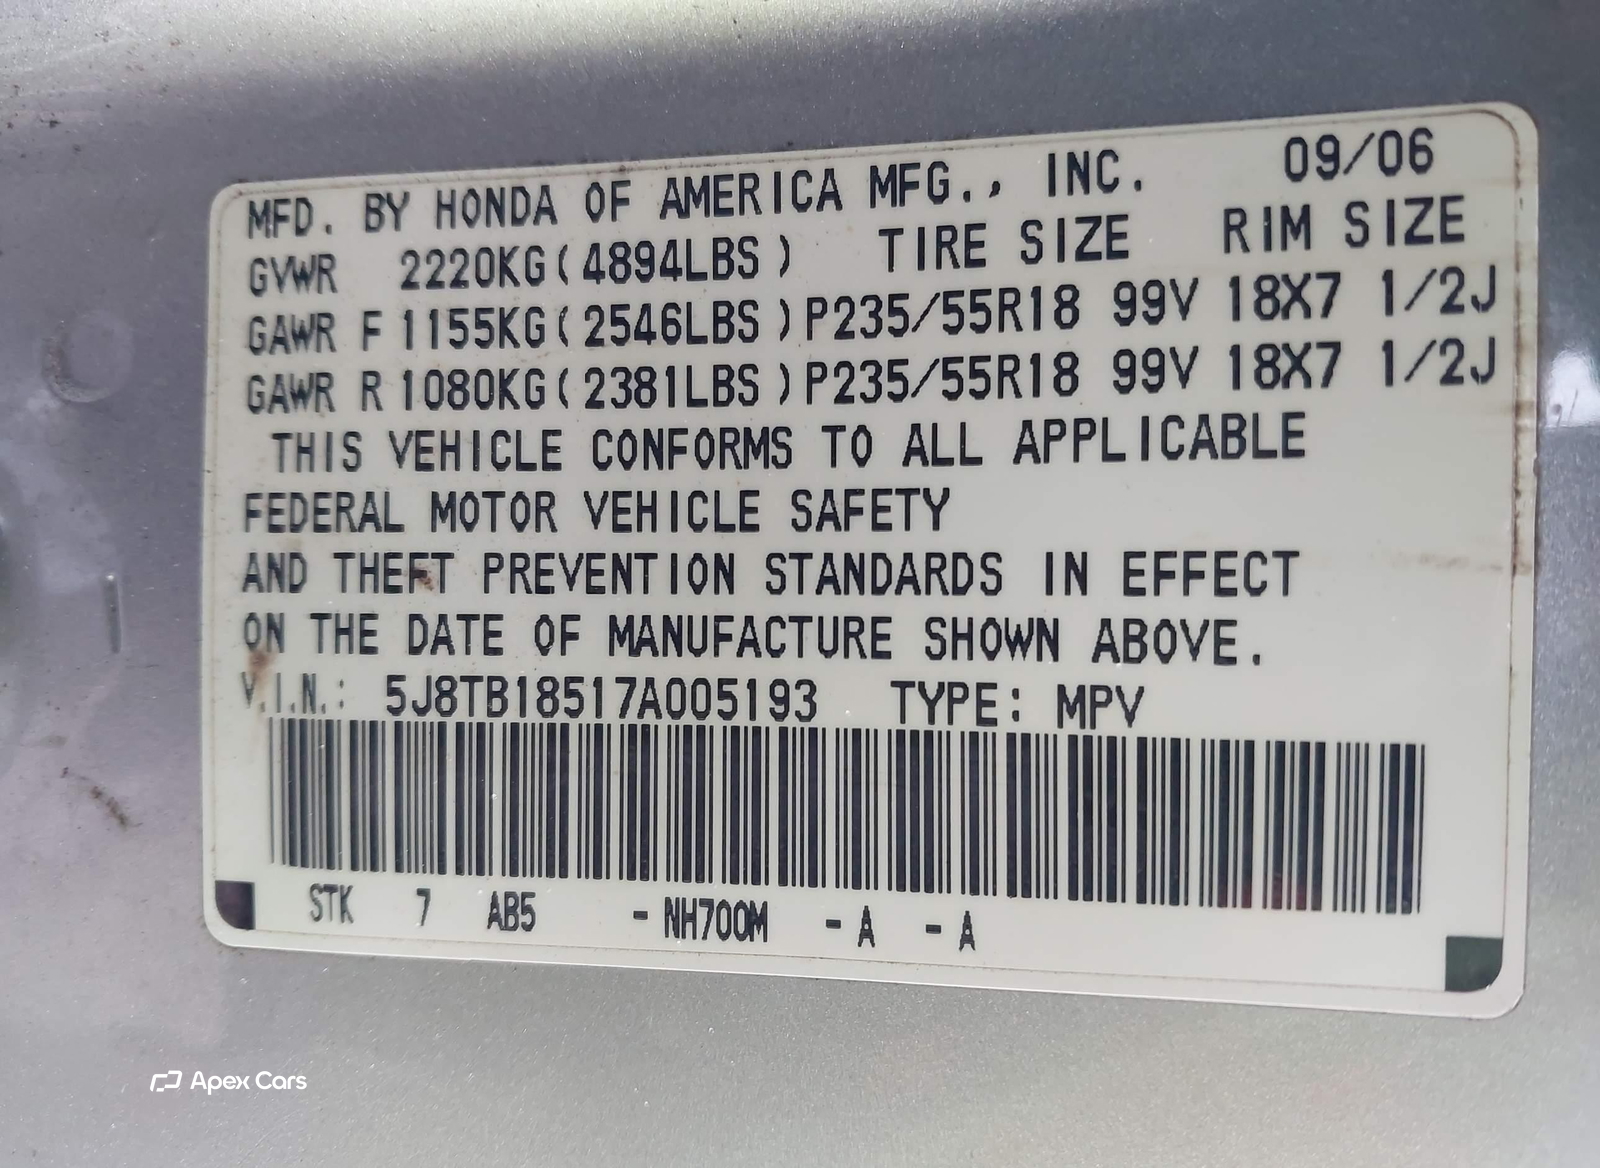 MFD. BY HONDA OF AMERICA MFG., INC. 09/06
GVWR 2220KG(4894LBS) TIRE SIZE RIM SIZE
GAWR F 1155KG(2546LBS)P235/55R18 99V 18X7 1/2J
GAWR R 1080KG(2381LBS)P235/55R18 99V 18X7 1/2J
THIS VEHICLE CONFORMS TO ALL APPLICABLE
FEDERAL MOTOR VEHICLE SAFETY
AND THEFT PREVENTION STANDARDS IN EFFECT
ON THE DATE OF MANUFACTURE SHOWN ABOVE.
V.I.N.: 5J8TB18517A005193 TYPE: MPV
STK 7 AB5 - NH700M - A - A
Apex Cars